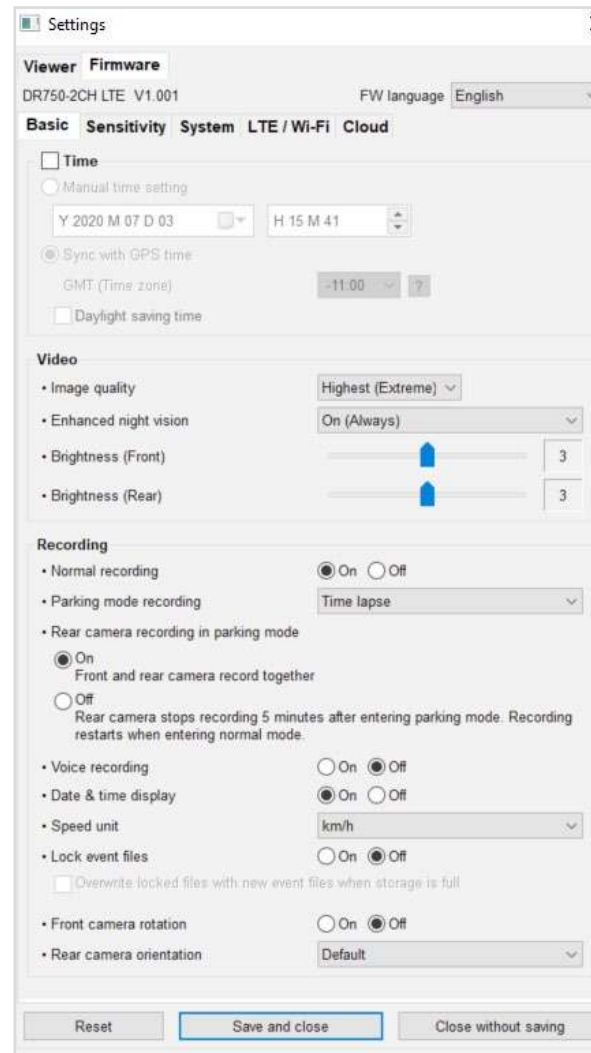 Settings
Viewer Firmware
DR750-2CH LTE V1.001 FW language English
Basic Sensitivity System LTE / Wi-Fi Cloud
Time
Manual time setting
Y 2020 M 07 D 03 H 15 M 41
Sync with GPS time
GMT (Time zone) -11:00 ?
Daylight saving time
Video
• Image quality Highest (Extreme)
• Enhanced night vision On (Always)
• Brightness (Front) 3
• Brightness (Rear) 3
Recording
• Normal recording On Off
• Parking mode recording Time lapse
• Rear camera recording in parking mode
On
Front and rear camera record together
Off
Rear camera stops recording 5 minutes after entering parking mode. Recording
restarts when entering normal mode.
• Voice recording On Off
• Date & time display On Off
• Speed unit km/h
• Lock event files On Off
Overwrite locked files with new event files when storage is full
• Front camera rotation On Off
• Rear camera orientation Default
Reset Save and close Close without saving